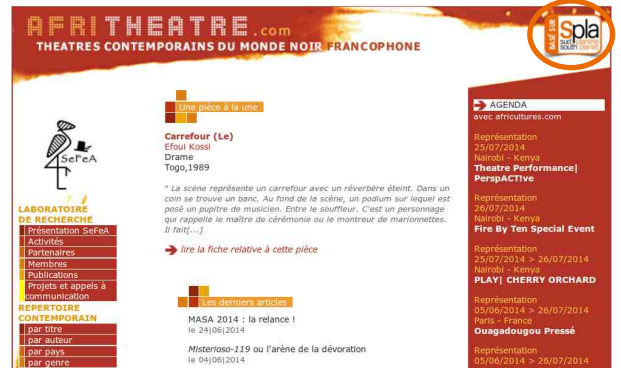 AFRITHEATRE.com
THEATRES CONTEMPORAINS DU MONDE NOIR FRANCOPHONE
BASÉ SUR
Spla
sud planète
south planet
SeFeA
LABORATOIRE
DE RECHERCHE
Présentation SeFeA
Activités
Partenaires
Membres
Publications
Projets et appels à
communication
REPERTOIRE
CONTEMPORAIN
par titre
par auteur
par pays
par genre
Une pièce à la une
Carrefour (Le)
Efoui Kossi
Drame
Togo,1989
" La scène représente un carrefour avec un réverbère éteint. Dans un
coin se trouve un banc. Au fond de la scène, un podium sur lequel est
posé un pupitre de musicien. Entre le souffleur. C'est un personnage
qui rappelle le maître de cérémonie ou le montreur de marionnettes.
Il fait[...]
lire la fiche relative à cette pièce
Les derniers articles
MASA 2014 : la relance !
le 24|06|2014
Misterioso-119 ou l'arène de la dévoration
le 04|06|2014
AGENDA
avec africultures.com
Représentation
25/07/2014
Nairobi - Kenya
Theatre Performance|
PerspACT!ve
Représentation
26/07/2014
Nairobi - Kenya
Fire By Ten Special Event
Représentation
25/07/2014 > 26/07/2014
Nairobi - Kenya
PLAY| CHERRY ORCHARD
Représentation
05/06/2014 > 26/07/2014
Paris - France
Ouagadougou Pressé
Représentation
05/06/2014 > 26/07/2014